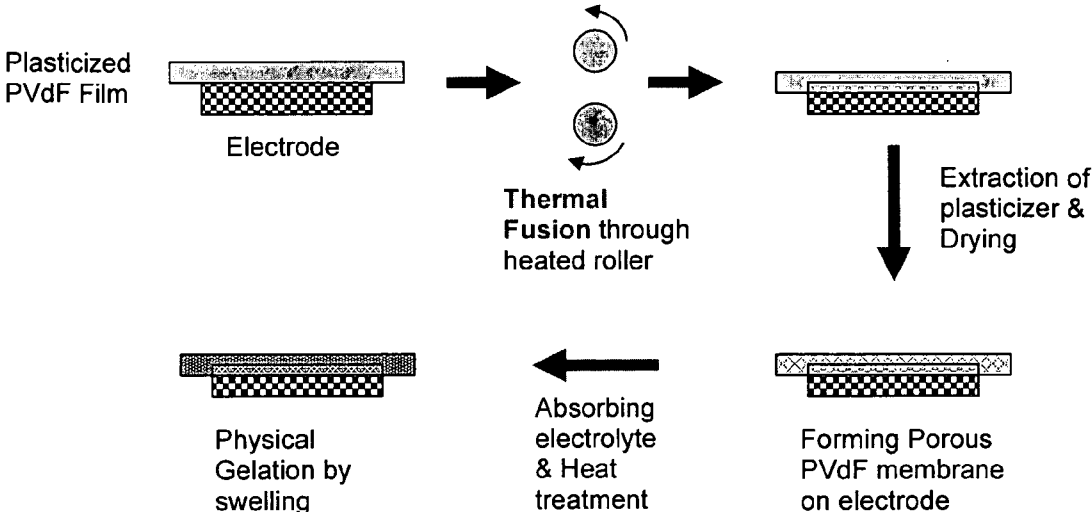 Plasticized
PVdF Film
Electrode
Thermal
Fusion through
heated roller
Extraction of
plasticizer &
Drying
Physical
Gelation by
swelling
Absorbing
electrolyte
& Heat
treatment
Forming Porous
PVdF membrane
on electrode